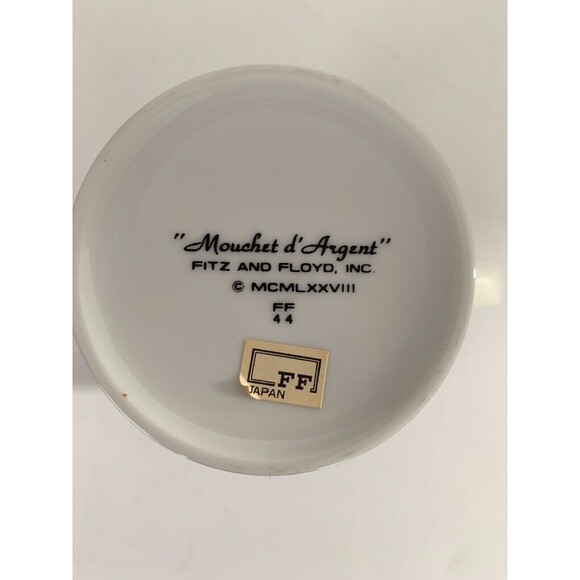 "Mouchet d'Argent"
FITZ AND FLOYD, INC.
© MCMLXXVIII
FF
44
FF
JAPAN